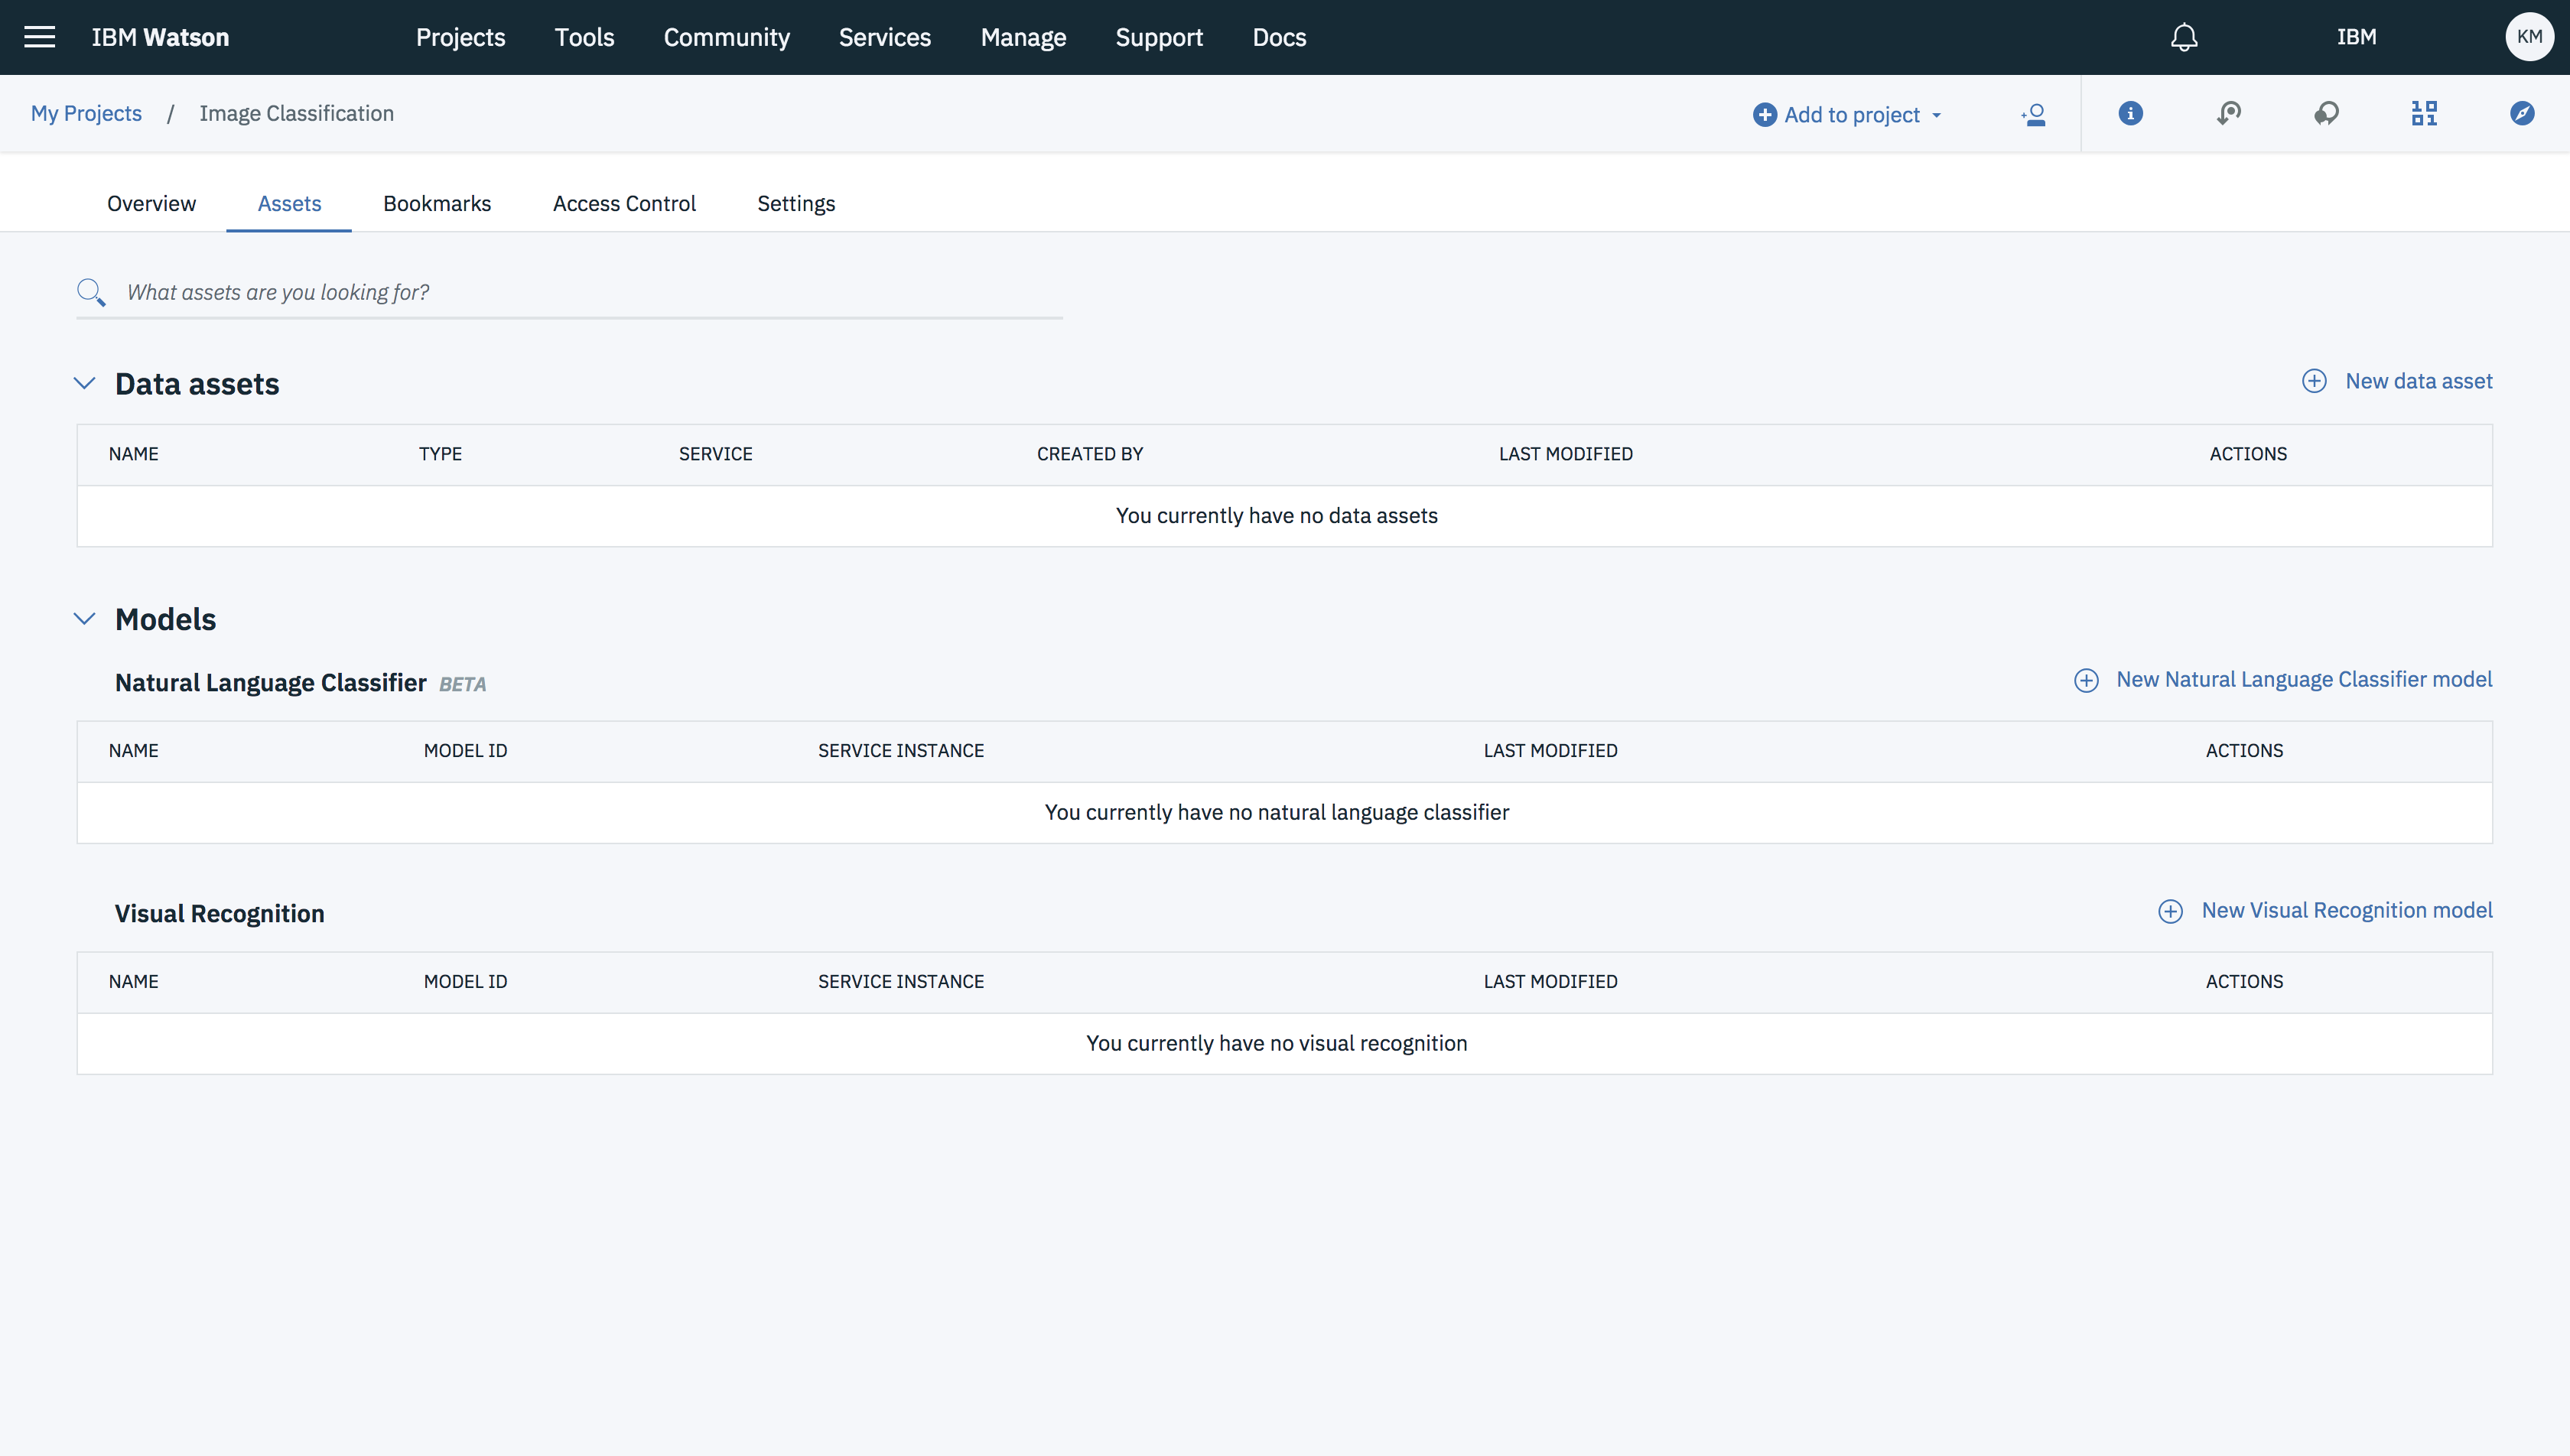 IBM Watson Projects Tools Community Services Manage Support Docs IBM KM
My Projects / Image Classification Add to project
Overview Assets Bookmarks Access Control Settings
What assets are you looking for?
Data assets New data asset
NAME TYPE SERVICE CREATED BY LAST MODIFIED ACTIONS
You currently have no data assets
Models
Natural Language Classifier BETA New Natural Language Classifier model
NAME MODEL ID SERVICE INSTANCE LAST MODIFIED ACTIONS
You currently have no natural language classifier
Visual Recognition New Visual Recognition model
NAME MODEL ID SERVICE INSTANCE LAST MODIFIED ACTIONS
You currently have no visual recognition